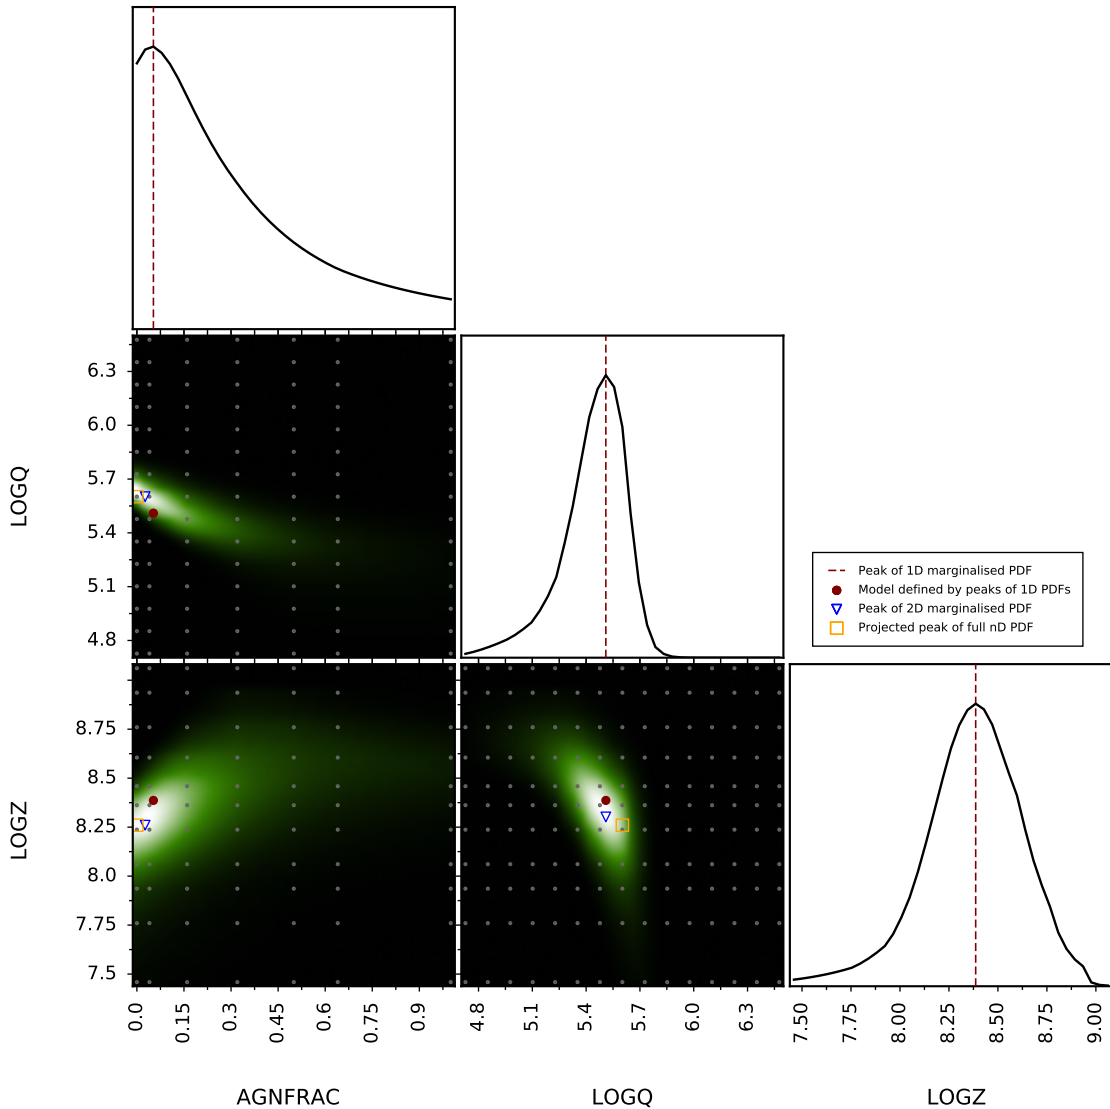 LOGQ
6.3
6.0
5.7
5.4
5.1
4.8
Peak of 1D marginalised PDF
Model defined by peaks of 1D PDFs
Peak of 2D marginalised PDF
Projected peak of full nD PDF
LOGZ
8.75
8.5
8.25
8.0
7.75
7.5
0.0 0.15 0.3 0.45 0.6 0.75 0.9
4.8 5.1 5.4 5.7 6.0 6.3
7.50 7.75 8.00 8.25 8.50 8.75 9.00
AGNFRAC
LOGQ
LOGZ